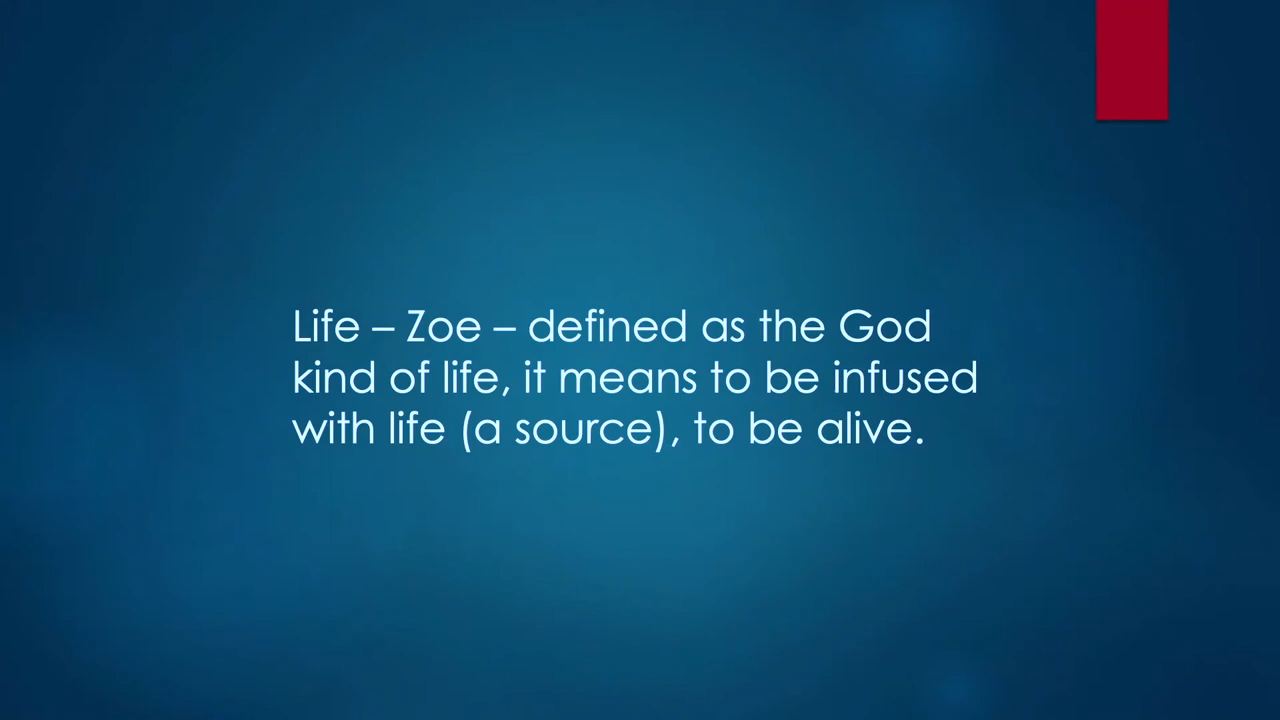 Life – Zoe – defined as the God
kind of life, it means to be infused
with life (a source), to be alive.